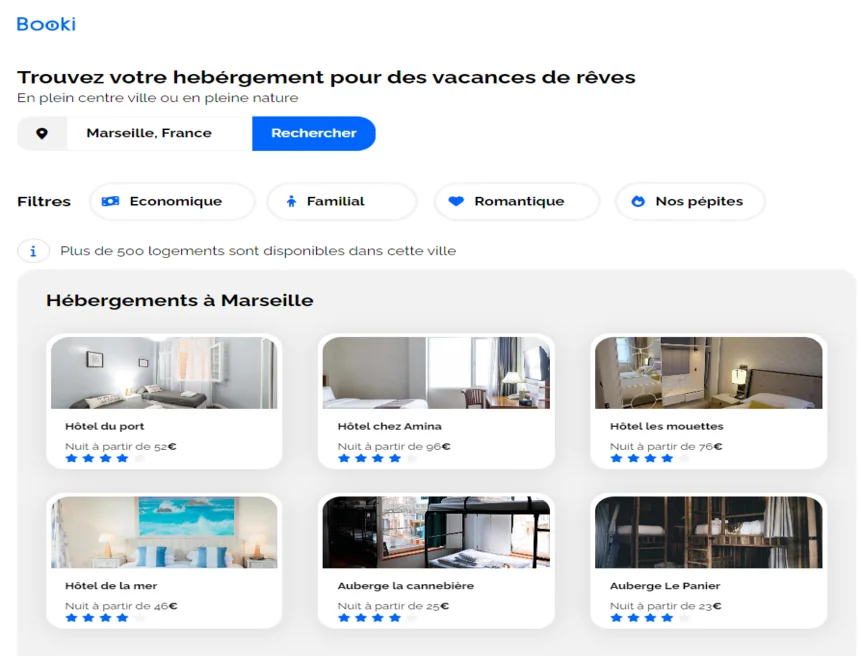 Booki
Trouvez votre hebérgement pour des vacances de rêves
En plein centre ville ou en pleine nature
Marseille, France
Rechercher
Filtres
Economique
Familial
Romantique
Nos pépites
Plus de 500 logements sont disponibles dans cette ville
Hébergements à Marseille
Hôtel du port
Nuit à partir de 52€
Hôtel chez Amina
Nuit à partir de 96€
Hôtel les mouettes
Nuit à partir de 76€
Hôtel de la mer
Nuit à partir de 46€
Auberge la cannebière
Nuit à partir de 25€
Auberge Le Panier
Nuit à partir de 23€